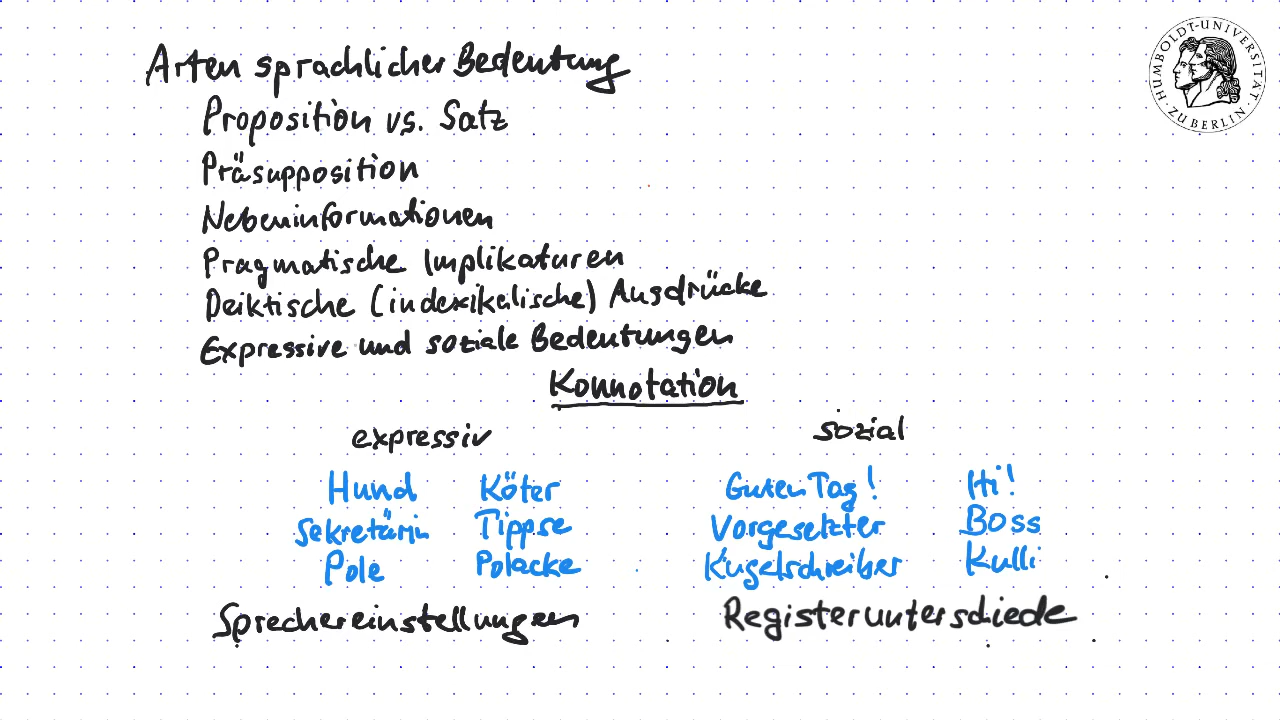 Arten sprachlicher Bedeutung
HUMBOLDT-UNIVERSITÄT · ZU BERLIN ·
Proposition vs. Satz
Präsupposition
Nebeninformationen
Pragmatische Implikaturen
Deiktische (indexikalische) Ausdrücke
Expressive und soziale Bedeutungen
Konnotation
expressiv sozial
Hund Köter Guten Tag! Hi!
Sekretärin Tippse Vorgesetzter Boss
Pole Polacke Kugelschreiber Kulli
Sprechereinstellungen Registerunterschiede